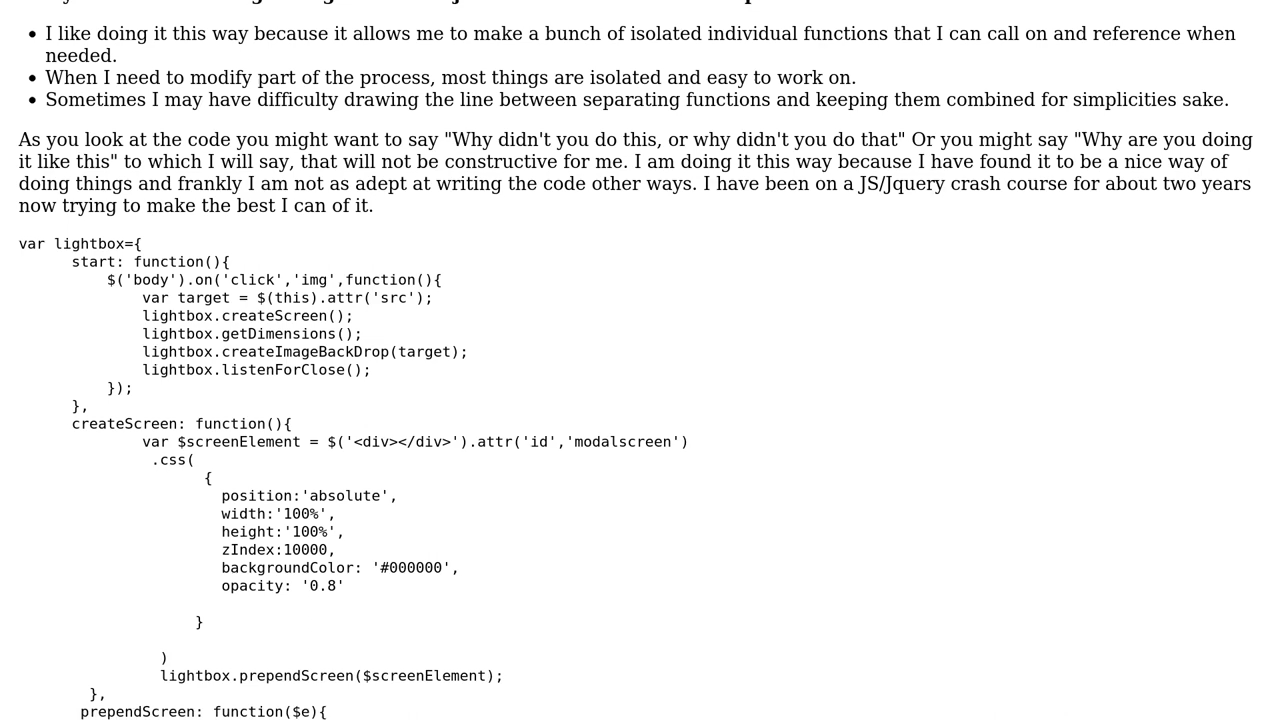 I like doing it this way because it allows me to make a bunch of isolated individual functions that I can call on and reference when
needed.
When I need to modify part of the process, most things are isolated and easy to work on.
Sometimes I may have difficulty drawing the line between separating functions and keeping them combined for simplicities sake.
As you look at the code you might want to say "Why didn't you do this, or why didn't you do that" Or you might say "Why are you doing
it like this" to which I will say, that will not be constructive for me. I am doing it this way because I have found it to be a nice way of
doing things and frankly I am not as adept at writing the code other ways. I have been on a JS/Jquery crash course for about two years
now trying to make the best I can of it.
var lightbox={
      start: function(){
          $('body').on('click','img',function(){
              var target = $(this).attr('src');
              lightbox.createScreen();
              lightbox.getDimensions();
              lightbox.createImageBackDrop(target);
              lightbox.listenForClose();
          });
      },
      createScreen: function(){
              var $screenElement = $('<div></div>').attr('id','modalscreen')
               .css(
                     {
                       position:'absolute',
                       width:'100%',
                       height:'100%',
                       zIndex:10000,
                       backgroundColor: '#000000',
                       opacity: '0.8'
                    }
                )
                lightbox.prependScreen($screenElement);
        },
       prependScreen: function($e){